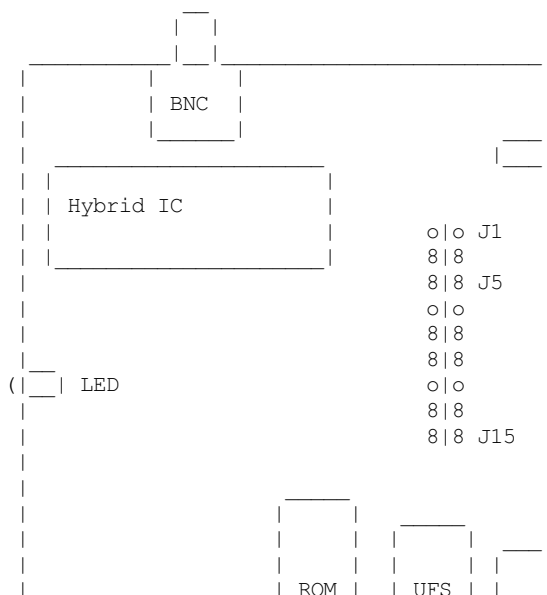 BNC
Hybrid IC
o|o J1
8|8
8|8 J5
o|o
8|8
8|8
( LED o|o
8|8
8|8 J15
ROM UFS